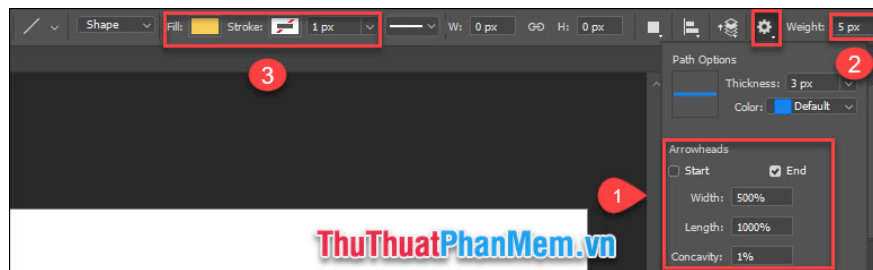 Shape Fill: Stroke: 1 px W: 0 px H: 0 px Weight: 5 px
3
2
Path Options
Thickness: 3 px
Color: Default
Arrowheads
Start End
1
Width: 500%
Length: 1000%
Concavity: 1%
ThuThuatPhanMem.vn